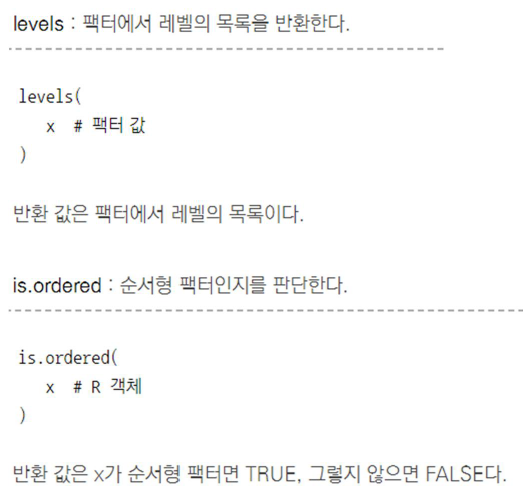 levels : 팩터에서 레벨의 목록을 반환한다.
levels(
x # 팩터 값
)
반환 값은 팩터에서 레벨의 목록이다.
is.ordered : 순서형 팩터인지를 판단한다.
is.ordered(
x # R 객체
)
반환 값은 x가 순서형 팩터면 TRUE, 그렇지 않으면 FALSE다.